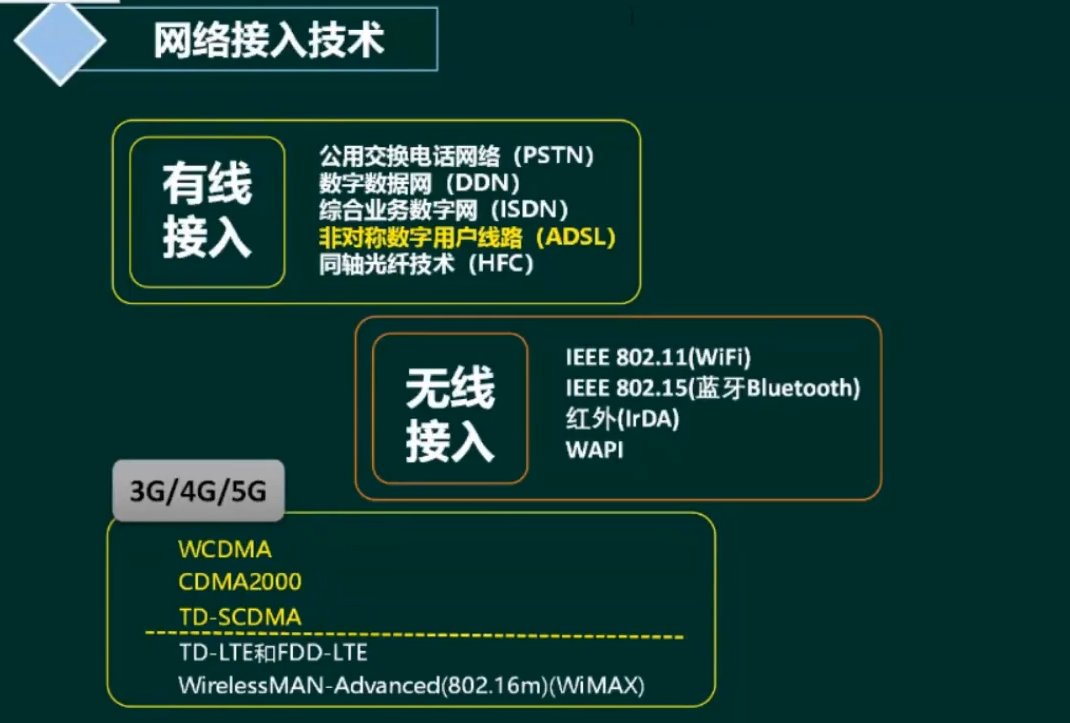 网络接入技术
有线
接入
公用交换电话网络（PSTN）
数字数据网（DDN）
综合业务数字网（ISDN）
非对称数字用户线路（ADSL）
同轴光纤技术（HFC）
无线
接入
IEEE 802.11(WiFi)
IEEE 802.15(蓝牙Bluetooth)
红外(IrDA)
WAPI
3G/4G/5G
WCDMA
CDMA2000
TD-SCDMA
TD-LTE和FDD-LTE
WirelessMAN-Advanced(802.16m)(WiMAX)